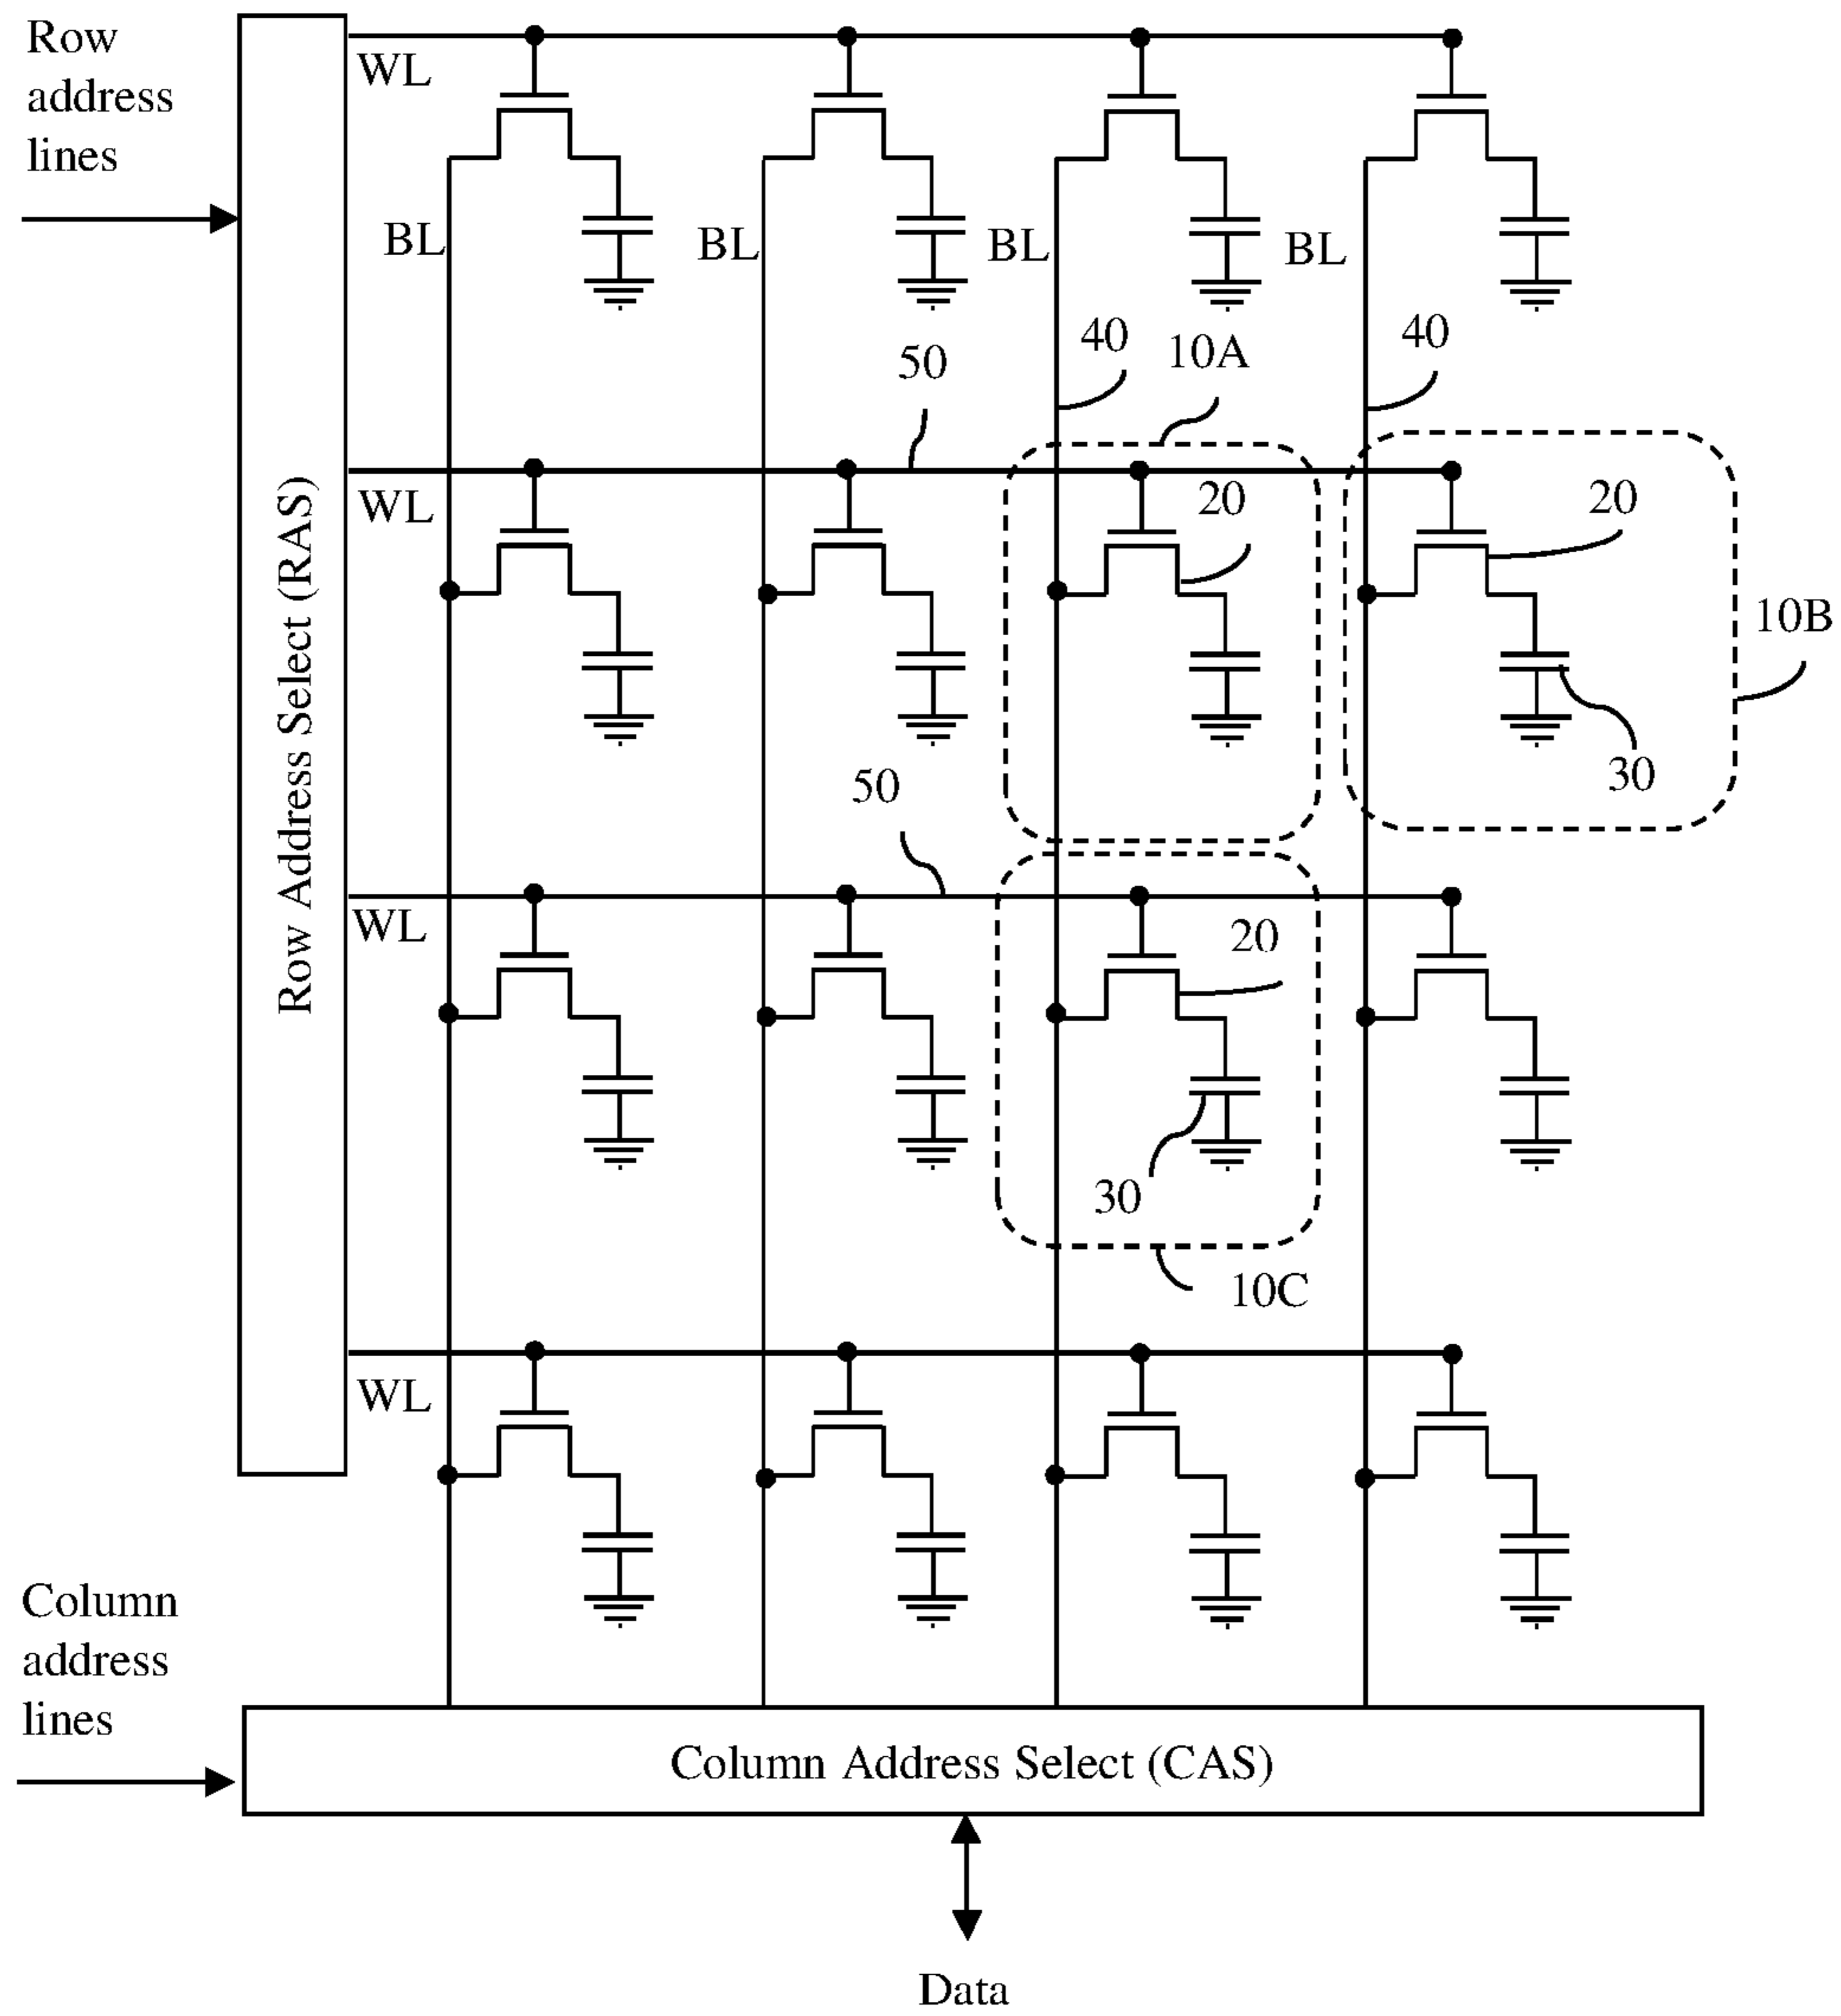 Row
address
lines
WL
BL
BL
BL
BL
40
10A
40
50
WL
20
20
10B
30
50
Row Address Select (RAS)
WL
20
30
10C
WL
Column
address
lines
Column Address Select (CAS)
Data